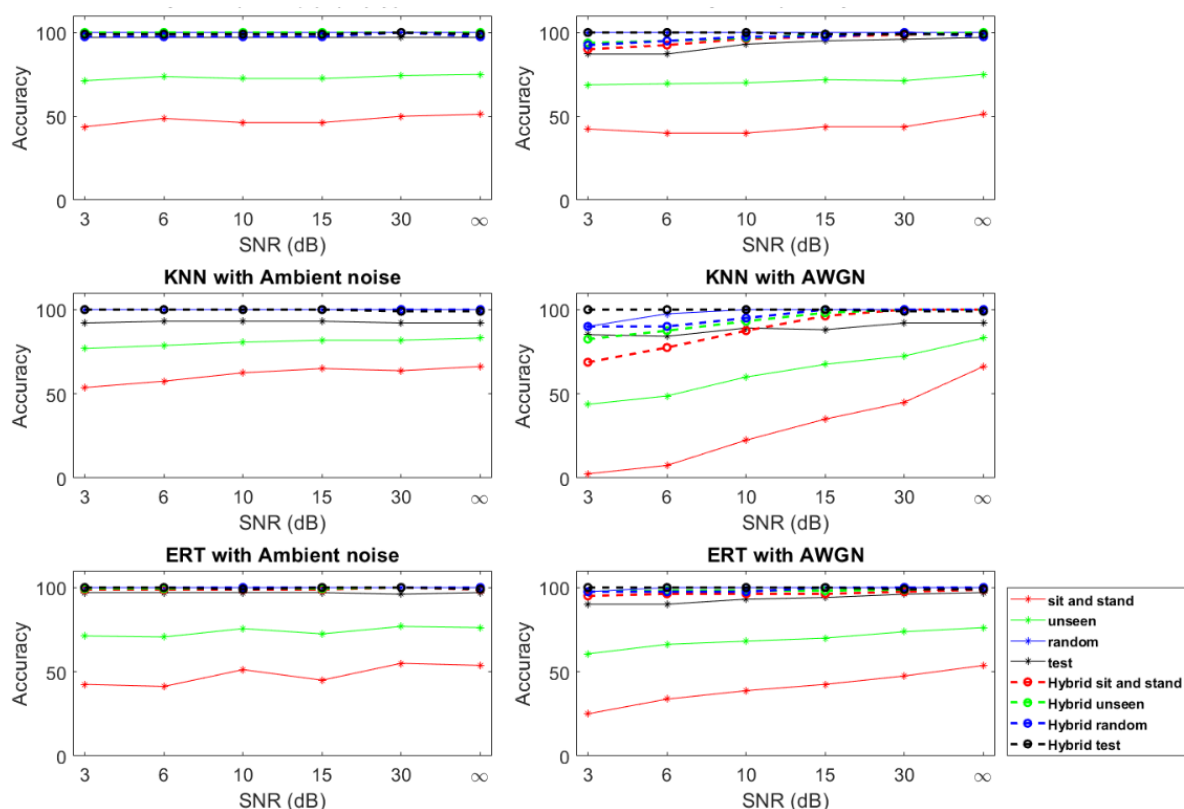 100
50
0
Accuracy
3 6 10 15 30 ∞
SNR (dB)
100
50
0
Accuracy
3 6 10 15 30 ∞
SNR (dB)
KNN with Ambient noise
100
50
0
Accuracy
3 6 10 15 30 ∞
SNR (dB)
KNN with AWGN
100
50
0
Accuracy
3 6 10 15 30 ∞
SNR (dB)
ERT with Ambient noise
100
50
0
Accuracy
3 6 10 15 30 ∞
SNR (dB)
ERT with AWGN
100
50
0
Accuracy
3 6 10 15 30 ∞
SNR (dB)
sit and stand
unseen
random
test
Hybrid sit and stand
Hybrid unseen
Hybrid random
Hybrid test